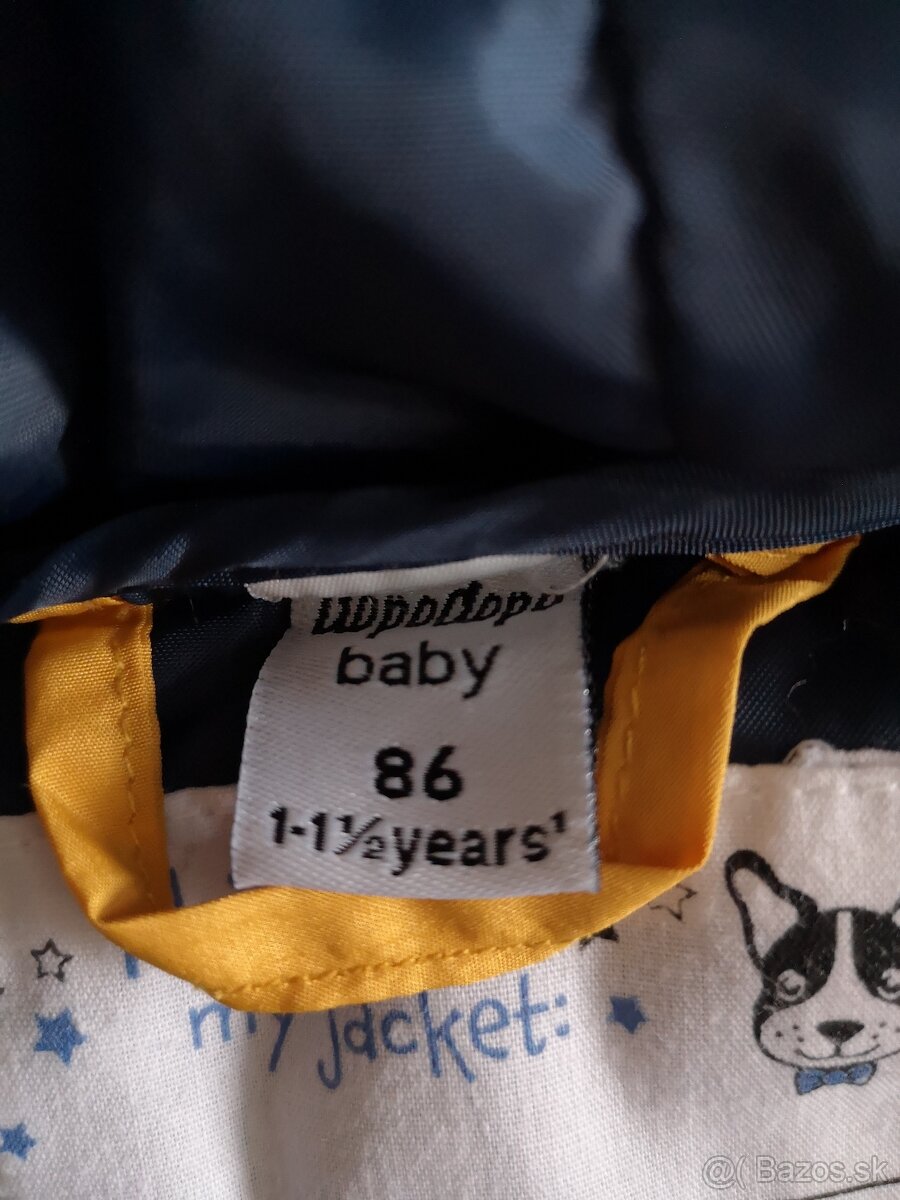 baby
86
1-1½years¹
my jacket:
@( Bazos.sk